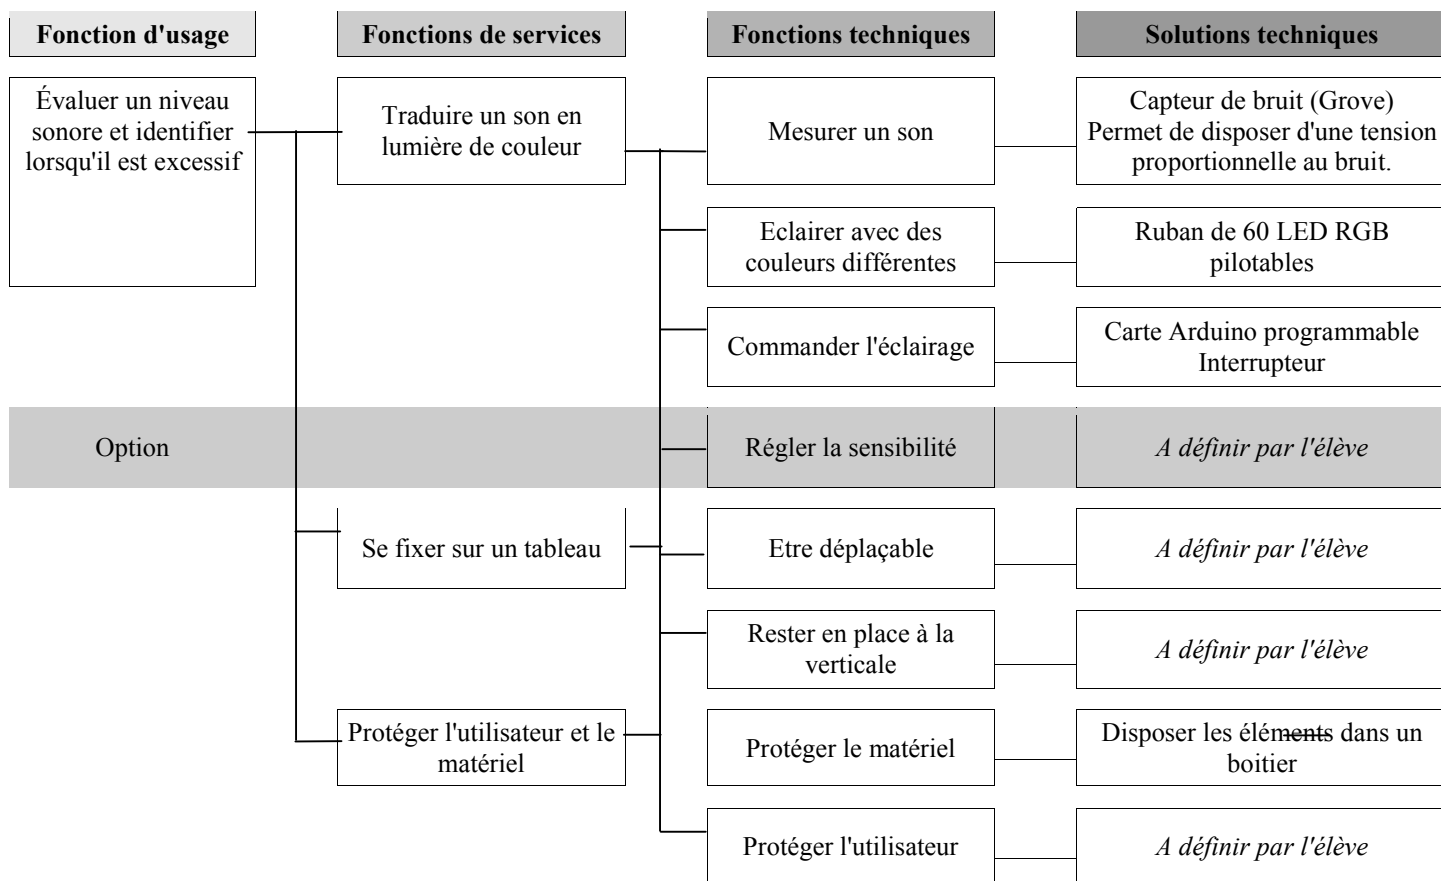 Fonction d'usage
Fonctions de services
Fonctions techniques
Solutions techniques
Évaluer un niveau
sonore et identifier
lorsqu'il est excessif
Traduire un son en
lumière de couleur
Mesurer un son
Capteur de bruit (Grove)
Permet de disposer d'une tension
proportionnelle au bruit.
Eclairer avec des
couleurs différentes
Ruban de 60 LED RGB
pilotables
Commander l'éclairage
Carte Arduino programmable
Interrupteur
Option
Régler la sensibilité
A définir par l'élève
Se fixer sur un tableau
Etre déplaçable
A définir par l'élève
Rester en place à la
verticale
A définir par l'élève
Protéger l'utilisateur et le
matériel
Protéger le matériel
Disposer les éléments dans un
boitier
Protéger l'utilisateur
A définir par l'élève